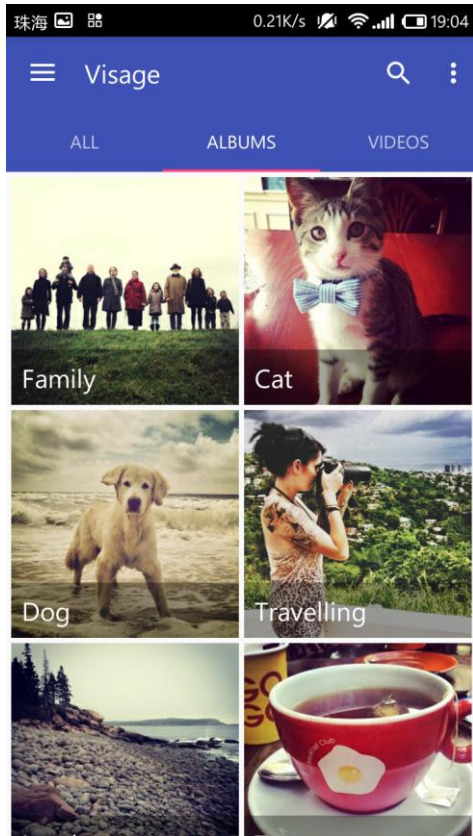 珠海 0.21K/s 19:04
Visage
ALL ALBUMS VIDEOS
Family Cat
Dog Travelling